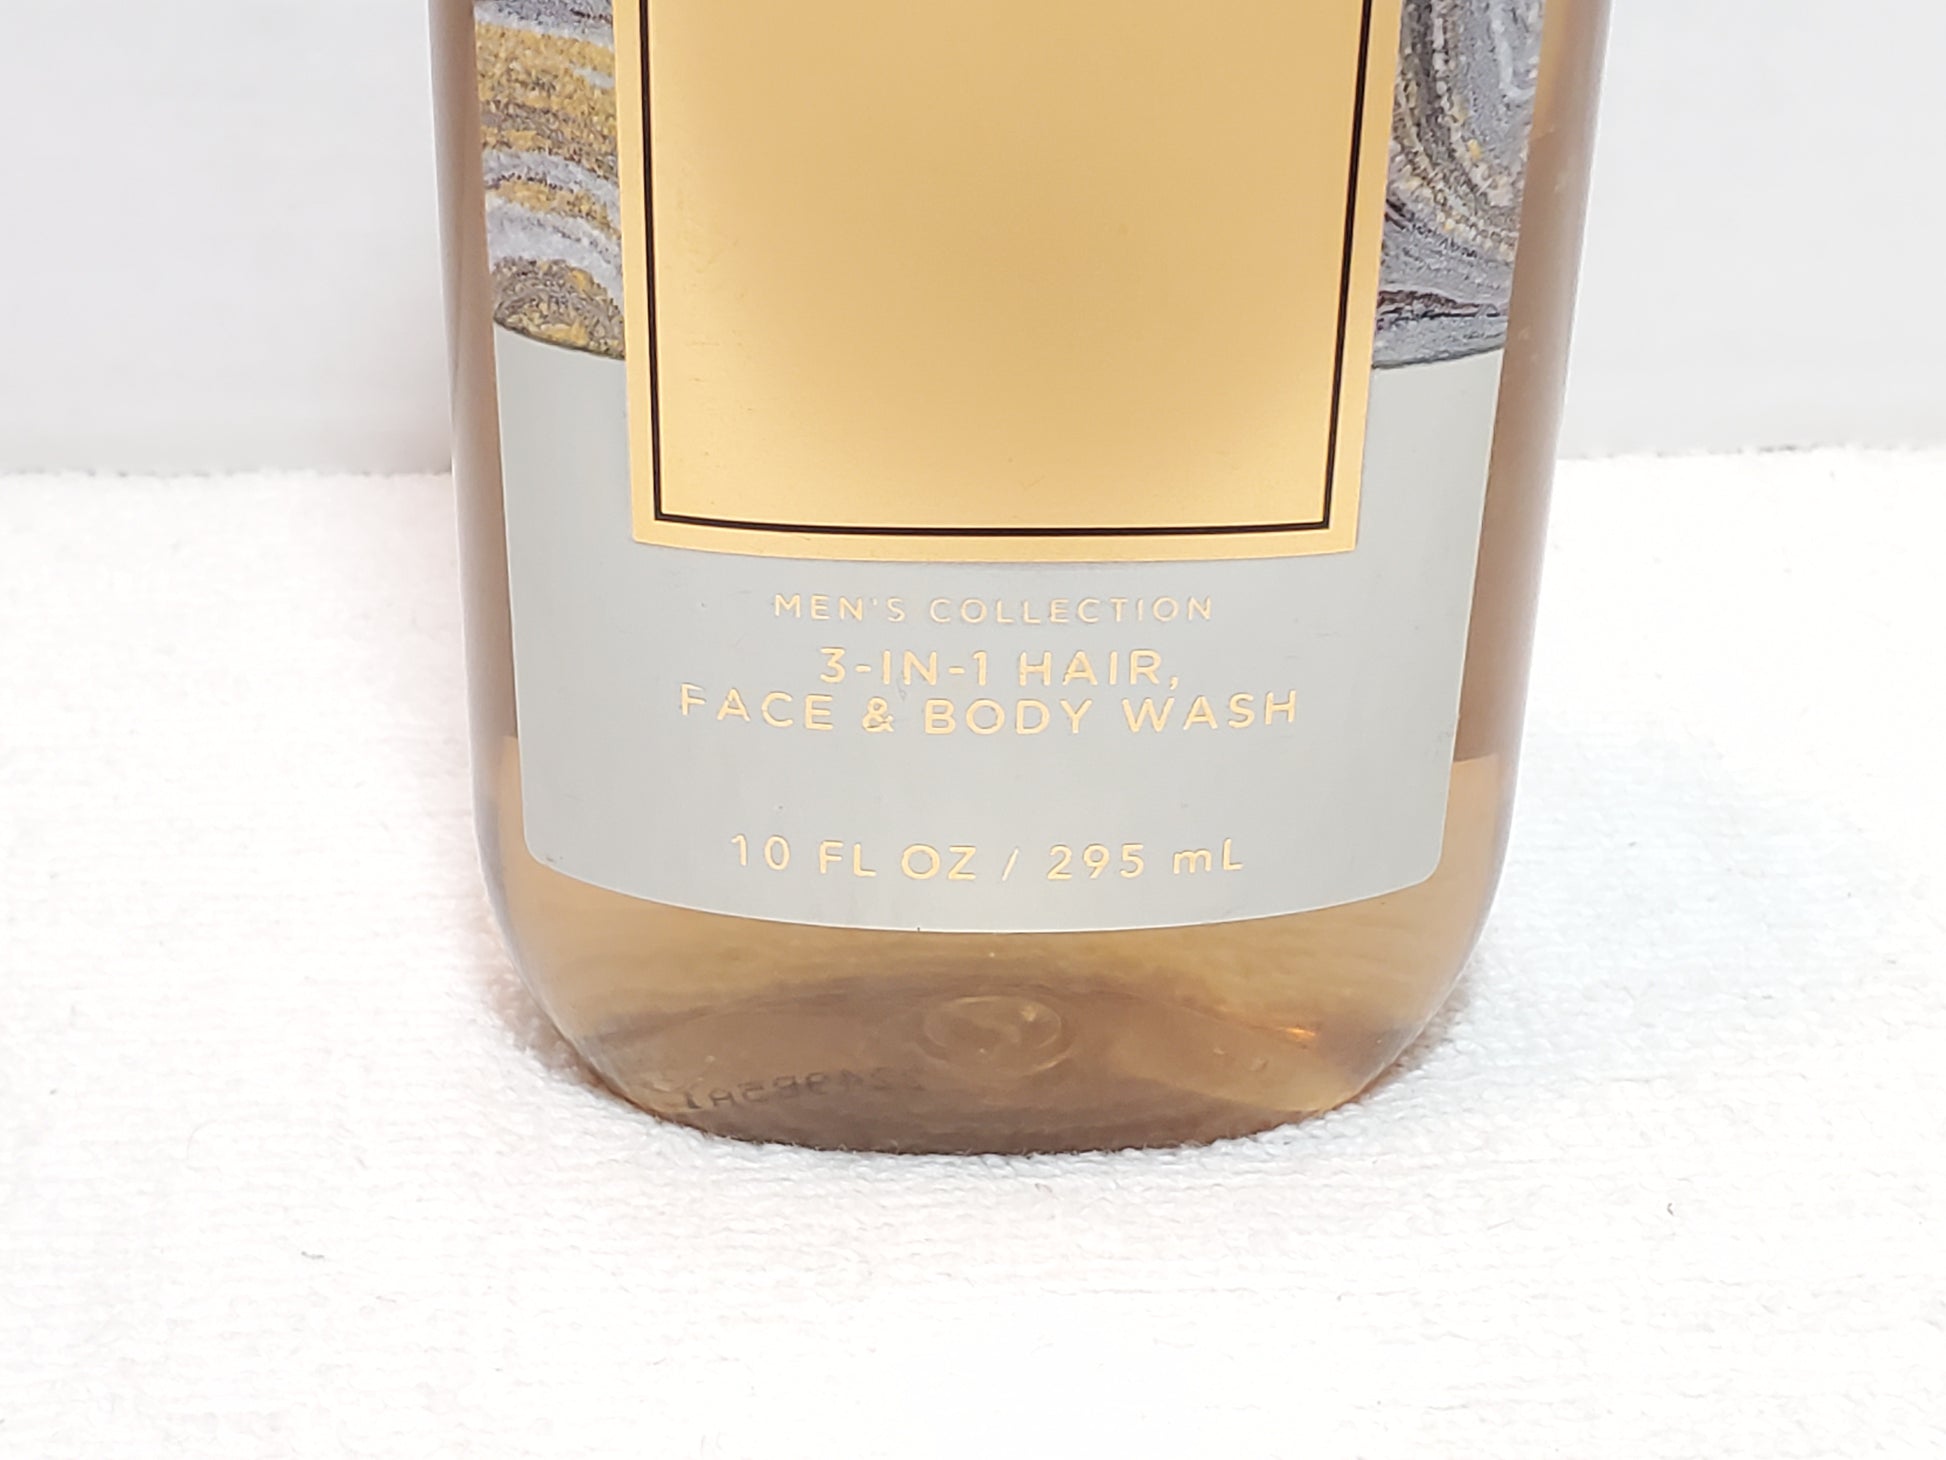 MEN'S COLLECTION
3-IN-1 HAIR,
FACE & BODY WASH
10 FL OZ / 295 mL